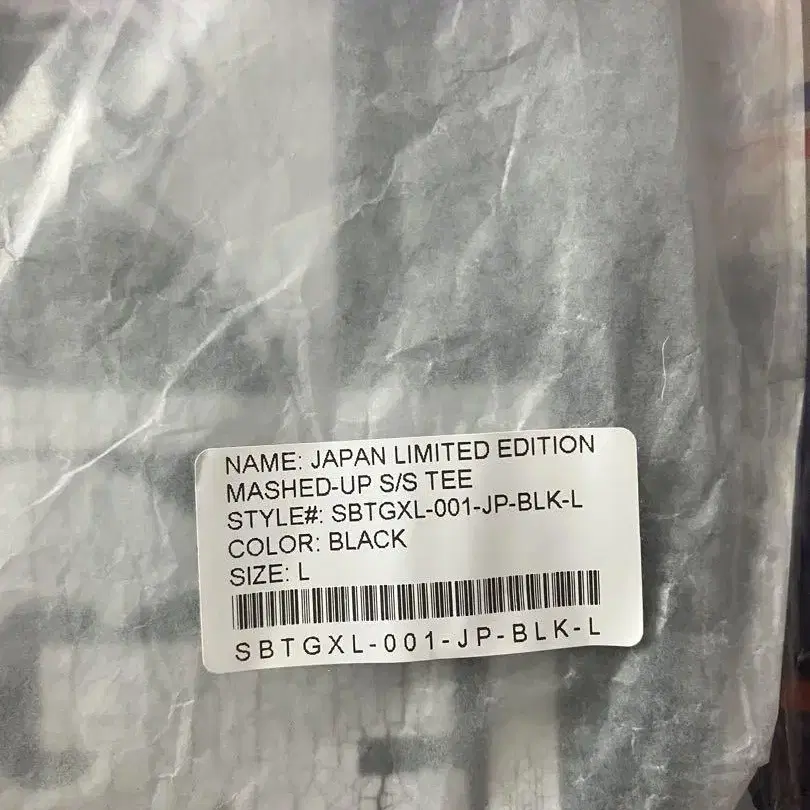 NAME: JAPAN LIMITED EDITION
MASHED-UP S/S TEE
STYLE#: SBTGXL-001-JP-BLK-L
COLOR: BLACK
SIZE: L
SBTGXL-001-JP-BLK-L